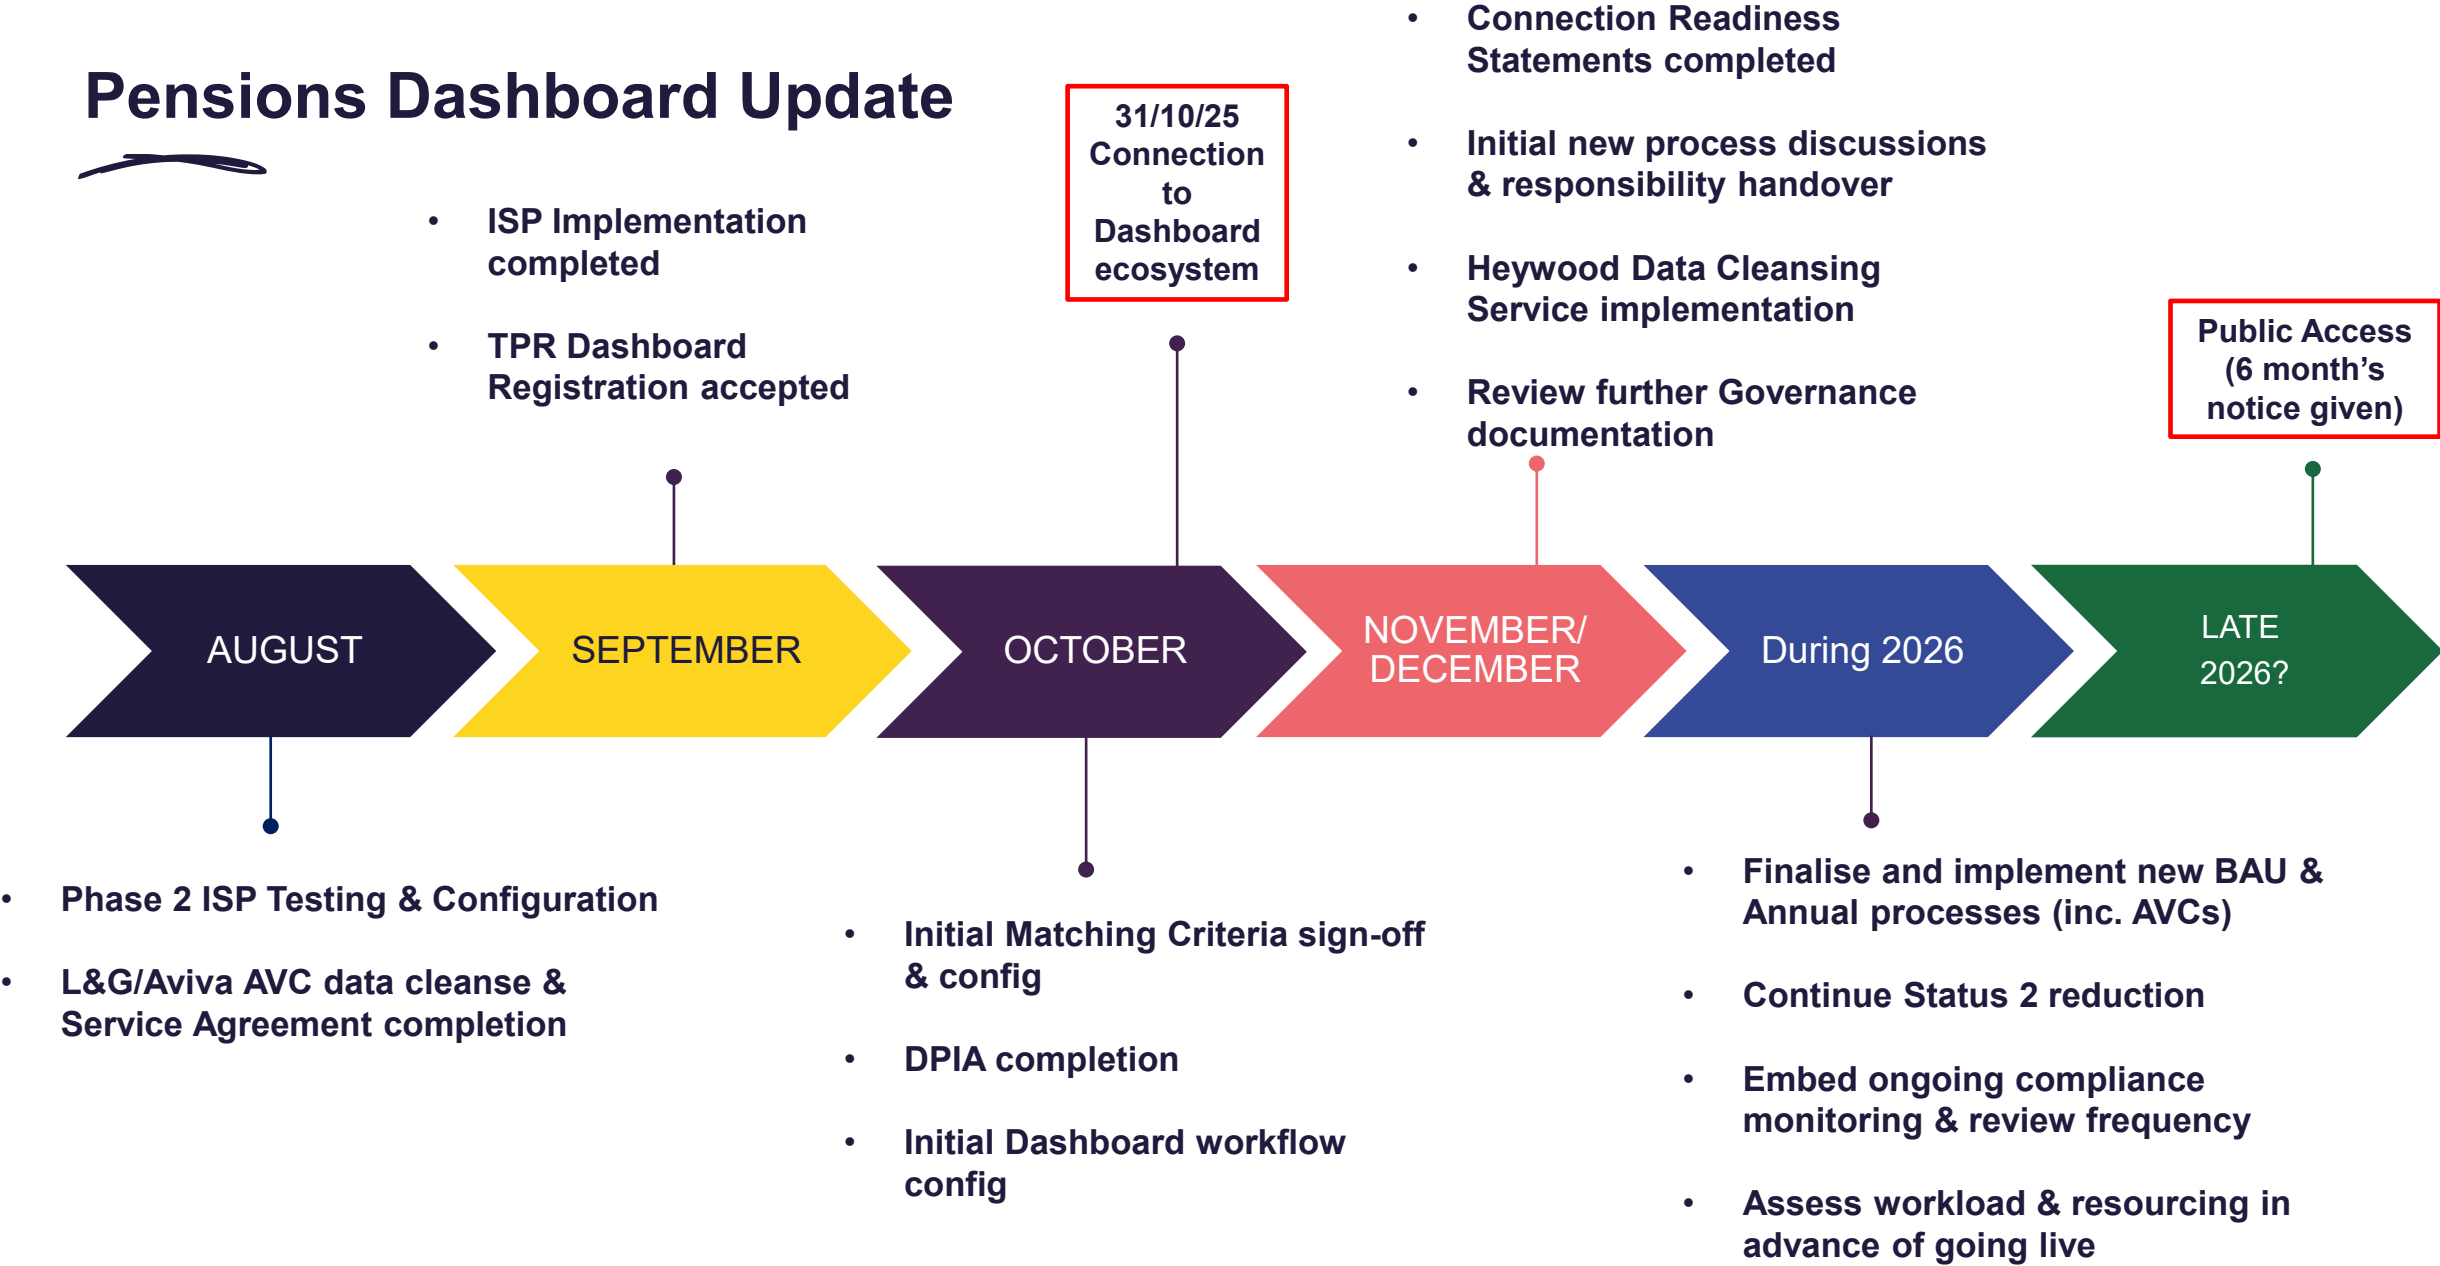 Pensions Dashboard Update
• ISP Implementation
completed
• TPR Dashboard
Registration accepted
31/10/25
Connection
to
Dashboard
ecosystem
• Connection Readiness
Statements completed
• Initial new process discussions
& responsibility handover
• Heywood Data Cleansing
Service implementation
• Review further Governance
documentation
Public Access
(6 month’s
notice given)
AUGUST
SEPTEMBER
OCTOBER
NOVEMBER/
DECEMBER
During 2026
LATE
2026?
• Phase 2 ISP Testing & Configuration
• L&G/Aviva AVC data cleanse &
Service Agreement completion
• Initial Matching Criteria sign-off
& config
• DPIA completion
• Initial Dashboard workflow
config
• Finalise and implement new BAU &
Annual processes (inc. AVCs)
• Continue Status 2 reduction
• Embed ongoing compliance
monitoring & review frequency
• Assess workload & resourcing in
advance of going live